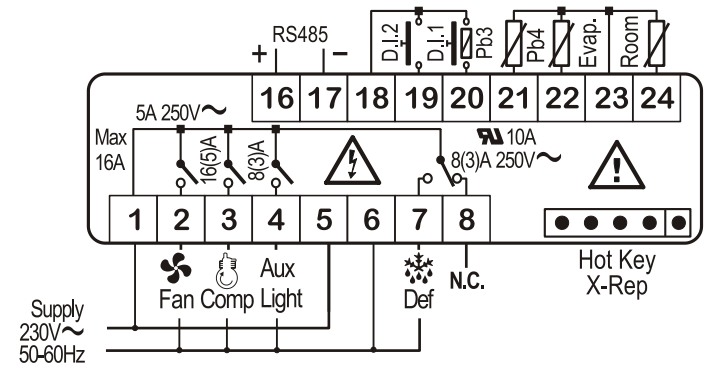 RS485
+ −
D.I.2
D.I.1
Pb3
Pb4
Evap.
Room
16 17 18 19 20 21 22 23 24
5A 250V~
Max
16A
16(5)A
8(3)A
10A
8(3)A 250V~
1 2 3 4 5 6 7 8
Hot Key
X-Rep
Fan
Comp
Aux
Light
Def
N.C.
Supply
230V~
50-60Hz